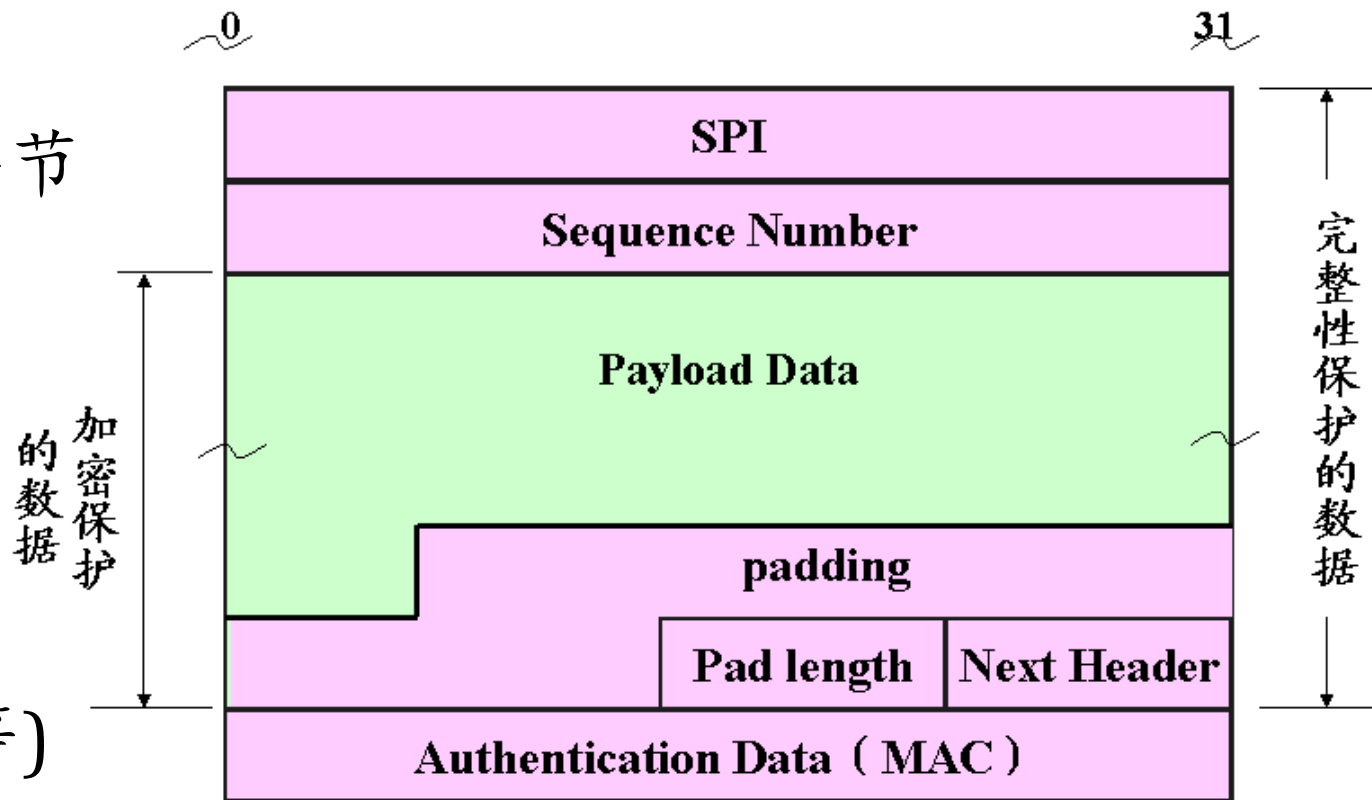 0
31
节
SPI
Sequence Number
Payload Data
加密保护
的数据
完整性保护的数据
padding
Pad length
Next Header
)
Authentication Data（MAC）